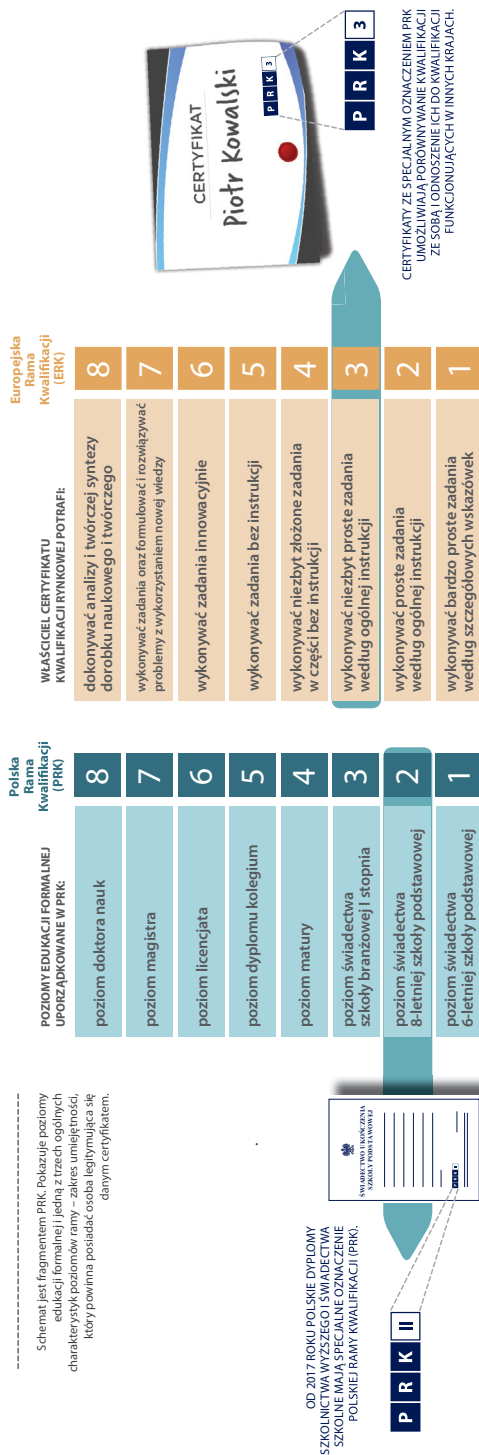 Schemat jest fragmentem PRK. Pokazuje poziomy
edukacji formalnej i jedną z trzech ogólnych
charakterystyk poziomów ramy – zakres umiejętności,
który powinna posiadać osoba legitymująca się
danym certyfikatem.
OD 2017 ROKU POLSKIE DYPLOMY
SZKOLNICTWA WYŻSZEGO I ŚWIADECTWA
SZKOLNE MAJĄ SPECJALNE OZNACZENIE
POLSKIEJ RAMY KWALIFIKACJI (PRK).
P R K II
ŚWIADECTWO UKOŃCZENIA
SZKOŁY PODSTAWOWEJ
POZIOMY EDUKACJI FORMALNEJ
UPORZĄDKOWANE W PRK:
Polska
Rama
Kwalifikacji
(PRK)
poziom doktora nauk
8
poziom magistra
7
poziom licencjata
6
poziom dyplomu kolegium
5
poziom matury
4
poziom świadectwa
szkoły branżowej I stopnia
3
poziom świadectwa
8-letniej szkoły podstawowej
2
poziom świadectwa
6-letniej szkoły podstawowej
1
WŁAŚCICIEL CERTYFIKATU
KWALIFIKACJI RYNKOWEJ POTRAFI:
Europejska
Rama
Kwalifikacji
(ERK)
dokonywać analizy i twórczej syntezy
dorobku naukowego i twórczego
8
wykonywać zadania oraz formułować i rozwiązywać
problemy z wykorzystaniem nowej wiedzy
7
wykonywać zadania innowacyjnie
6
wykonywać zadania bez instrukcji
5
wykonywać niezbyt złożone zadania
w części bez instrukcji
4
wykonywać niezbyt proste zadania
według ogólnej instrukcji
3
wykonywać proste zadania
według ogólnej instrukcji
2
wykonywać bardzo proste zadania
według szczegółowych wskazówek
1
CERTYFIKAT
Piotr Kowalski
P R K 3
P R K 3
CERTYFIKATY ZE SPECJALNYM OZNACZENIEM PRK
UMOŻLIWIAJĄ PORÓWNYWANIE KWALIFIKACJI
ZE SOBĄ I ODNOSZENIE ICH DO KWALIFIKACJI
FUNKCJONUJĄCYCH W INNYCH KRAJACH.